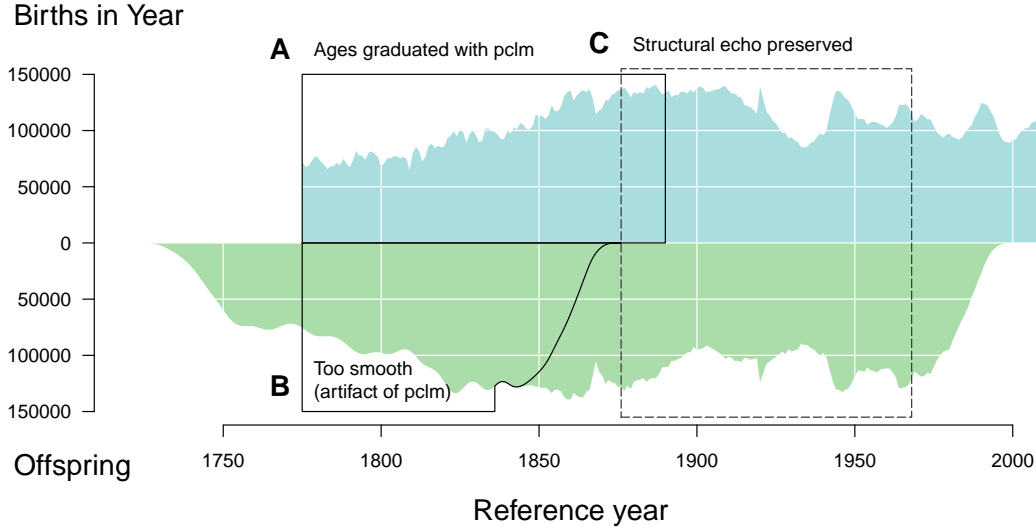 Births in Year
A Ages graduated with pclm
C Structural echo preserved
150000
100000
50000
0
50000
100000
150000
B Too smooth
(artifact of pclm)
1750 1800 1850 1900 1950 2000
Offspring
Reference year